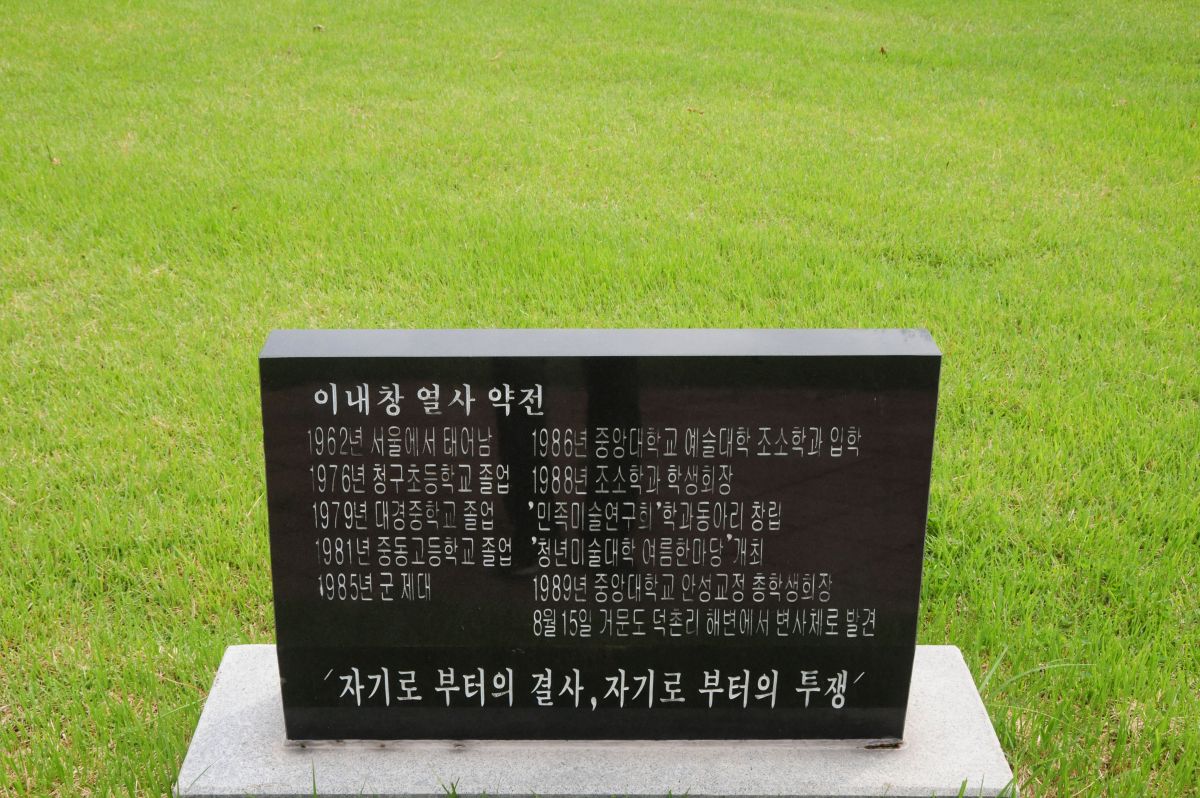 이내창 열사 약전
1962년 서울에서 태어남
1976년 청구초등학교 졸업
1979년 대경중학교 졸업
1981년 중동고등학교 졸업
1985년 군 제대
1986년 중앙대학교 예술대학 조소학과 입학
1988년 조소학과 학생회장
'민족미술연구회'학과동아리 창립
'청년미술대학 여름한마당'개최
1989년 중앙대학교 안성교정 총학생회장
8월 15일 거문도 덕촌리 해변에서 변사체로 발견
'자기로 부터의 결사, 자기로 부터의 투쟁'